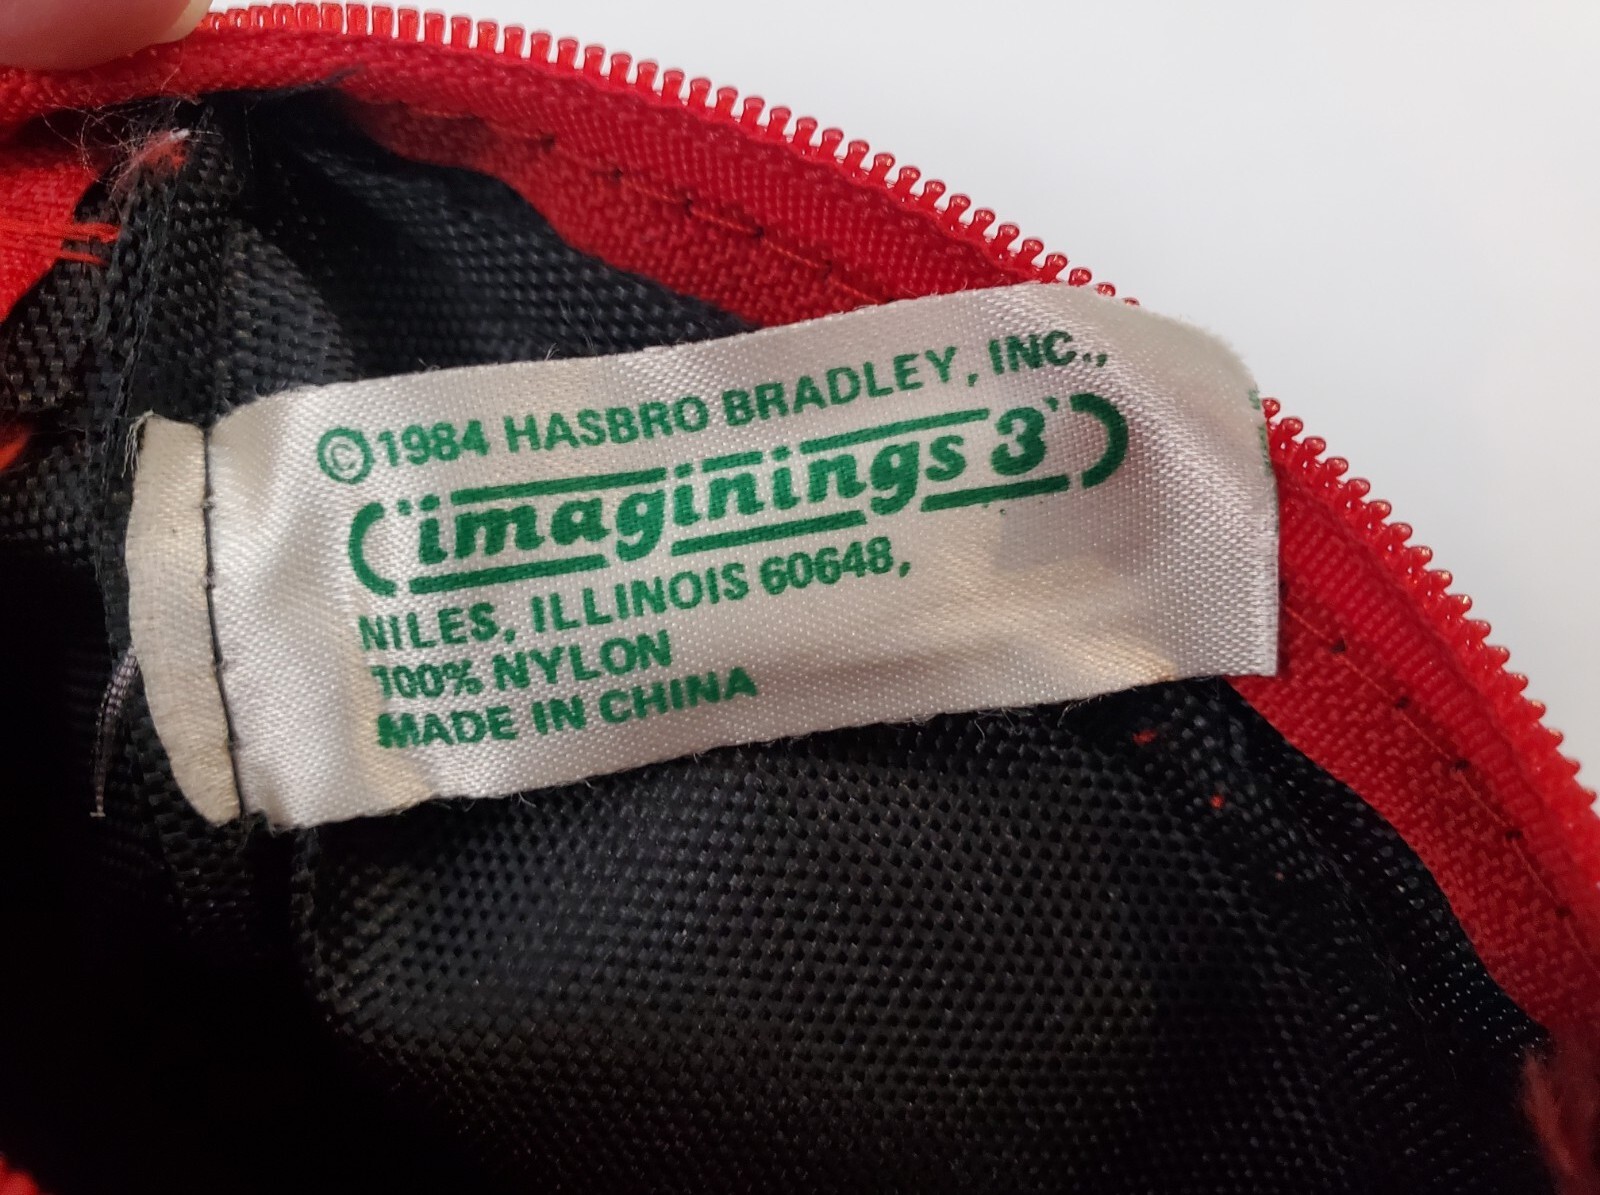 ©1984 HASBRO BRADLEY, INC.,
imaginings 3
NILES, ILLINOIS 60648,
100% NYLON
MADE IN CHINA